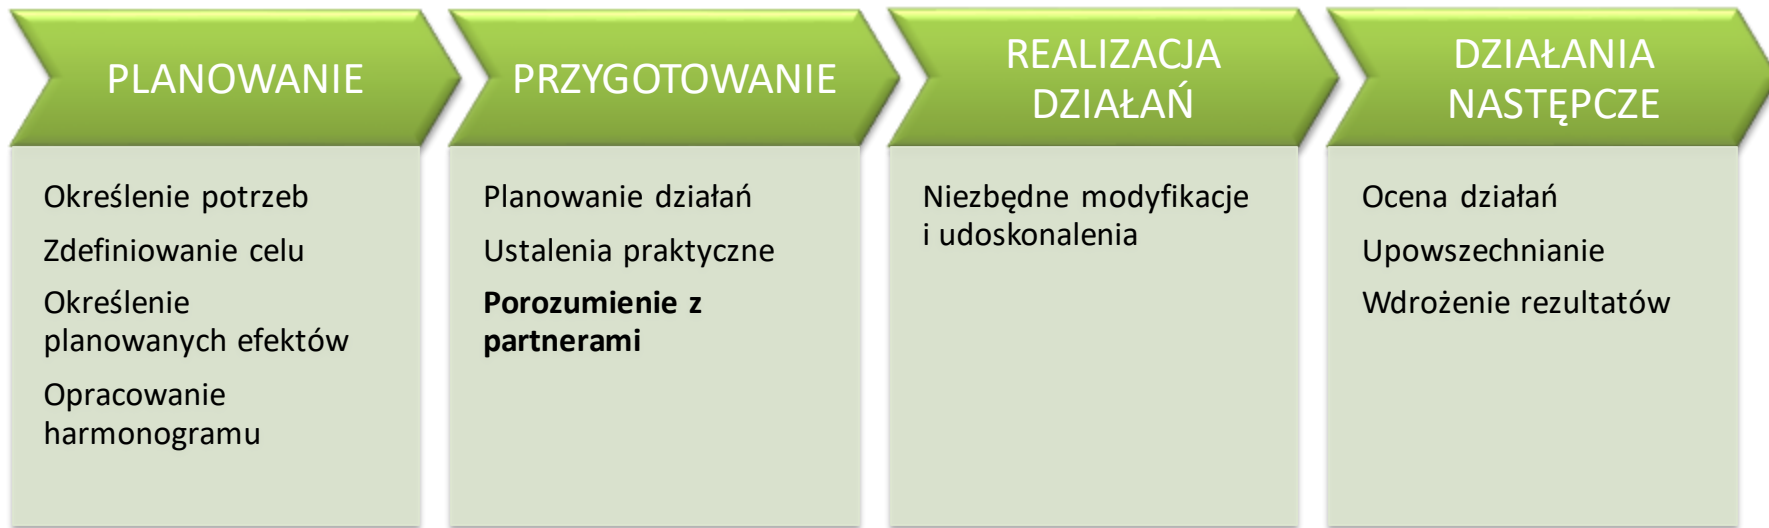 PLANOWANIE
Określenie potrzeb
Zdefiniowanie celu
Określenie
planowanych efektów
Opracowanie
harmonogramu
PRZYGOTOWANIE
Planowanie działań
Ustalenia praktyczne
Porozumienie z
partnerami
REALIZACJA
DZIAŁAŃ
Niezbędne modyfikacje
i udoskonalenia
DZIAŁANIA
NASTĘPCZE
Ocena działań
Upowszechnianie
Wdrożenie rezultatów